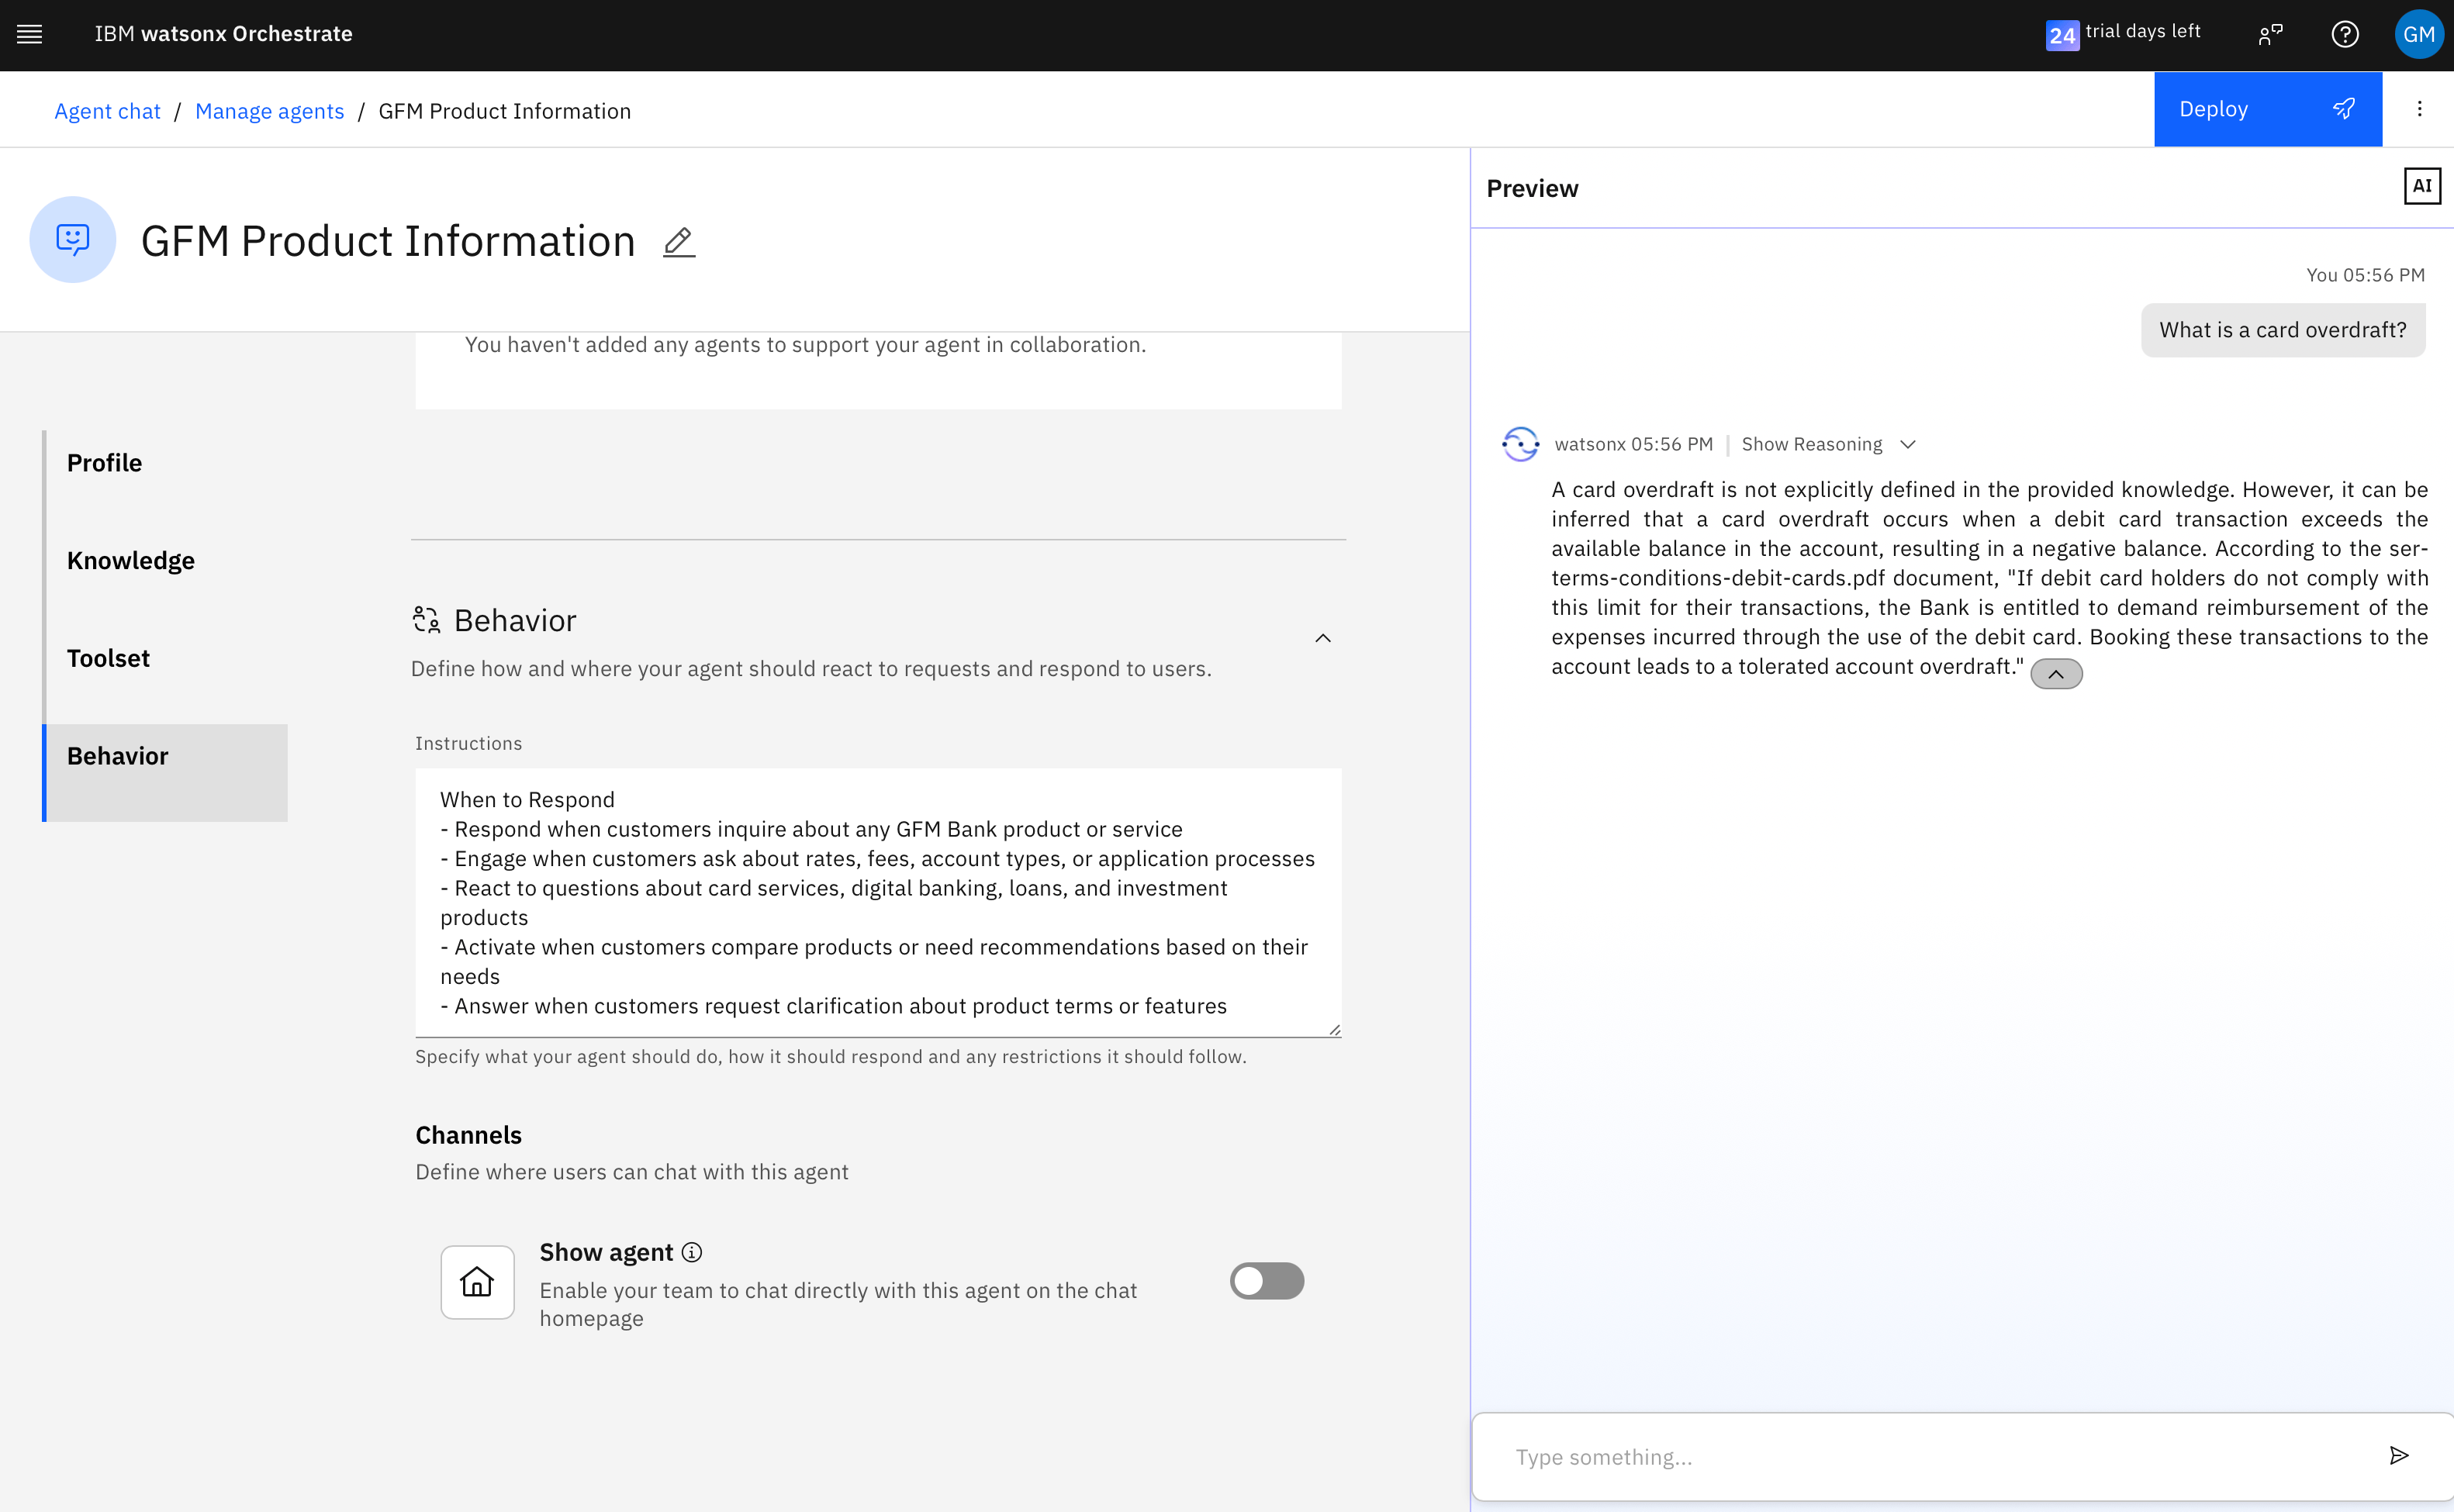 IBM watsonx Orchestrate
24 trial days left
GM
Agent chat / Manage agents / GFM Product Information
Deploy
GFM Product Information
You haven't added any agents to support your agent in collaboration.
Profile
Knowledge
Toolset
Behavior
Behavior
Define how and where your agent should react to requests and respond to users.
Instructions
When to Respond
- Respond when customers inquire about any GFM Bank product or service
- Engage when customers ask about rates, fees, account types, or application processes
- React to questions about card services, digital banking, loans, and investment
products
- Activate when customers compare products or need recommendations based on their
needs
- Answer when customers request clarification about product terms or features
Specify what your agent should do, how it should respond and any restrictions it should follow.
Channels
Define where users can chat with this agent
Show agent
Enable your team to chat directly with this agent on the chat
homepage
Preview
AI
You 05:56 PM
What is a card overdraft?
watsonx 05:56 PM | Show Reasoning
A card overdraft is not explicitly defined in the provided knowledge. However, it can be
inferred that a card overdraft occurs when a debit card transaction exceeds the
available balance in the account, resulting in a negative balance. According to the ser-
terms-conditions-debit-cards.pdf document, "If debit card holders do not comply with
this limit for their transactions, the Bank is entitled to demand reimbursement of the
expenses incurred through the use of the debit card. Booking these transactions to the
account leads to a tolerated account overdraft."
Type something...